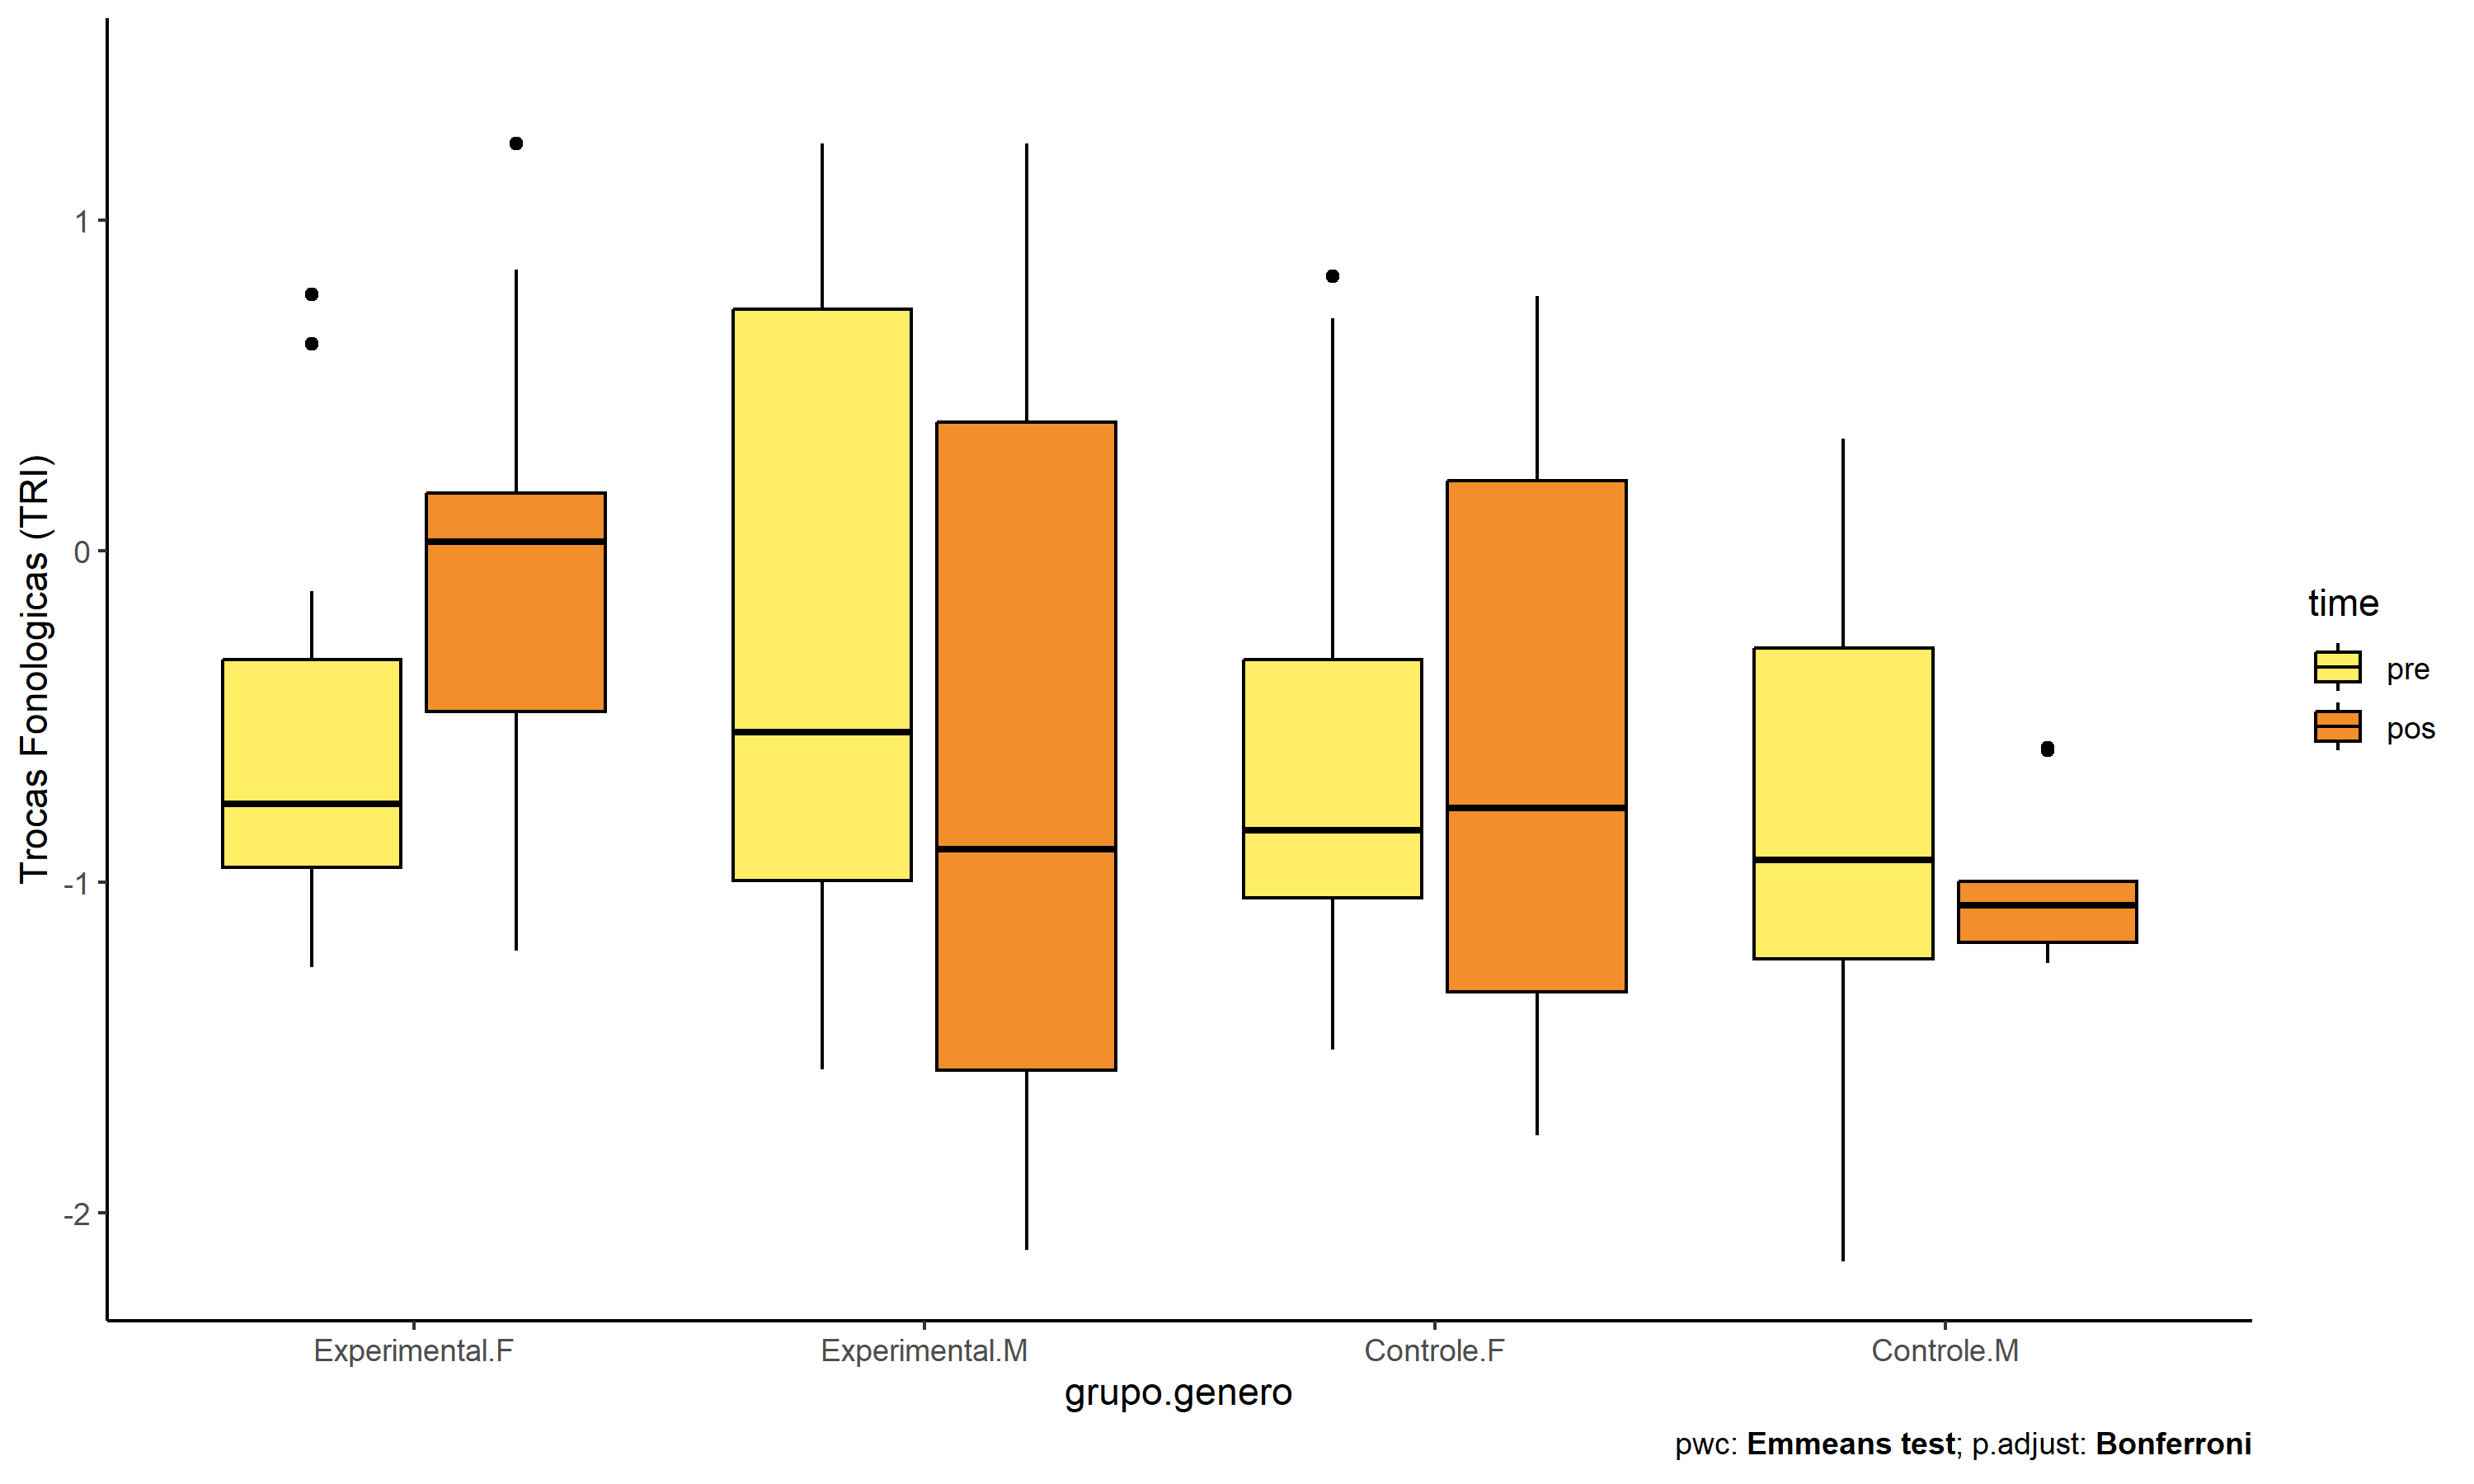 Trocas Fonologicas (TRI)
1
0
-1
-2
Experimental.F
Experimental.M
Controle.F
Controle.M
grupo.genero
time
pre
pos
pwc: Emmeans test; p.adjust: Bonferroni